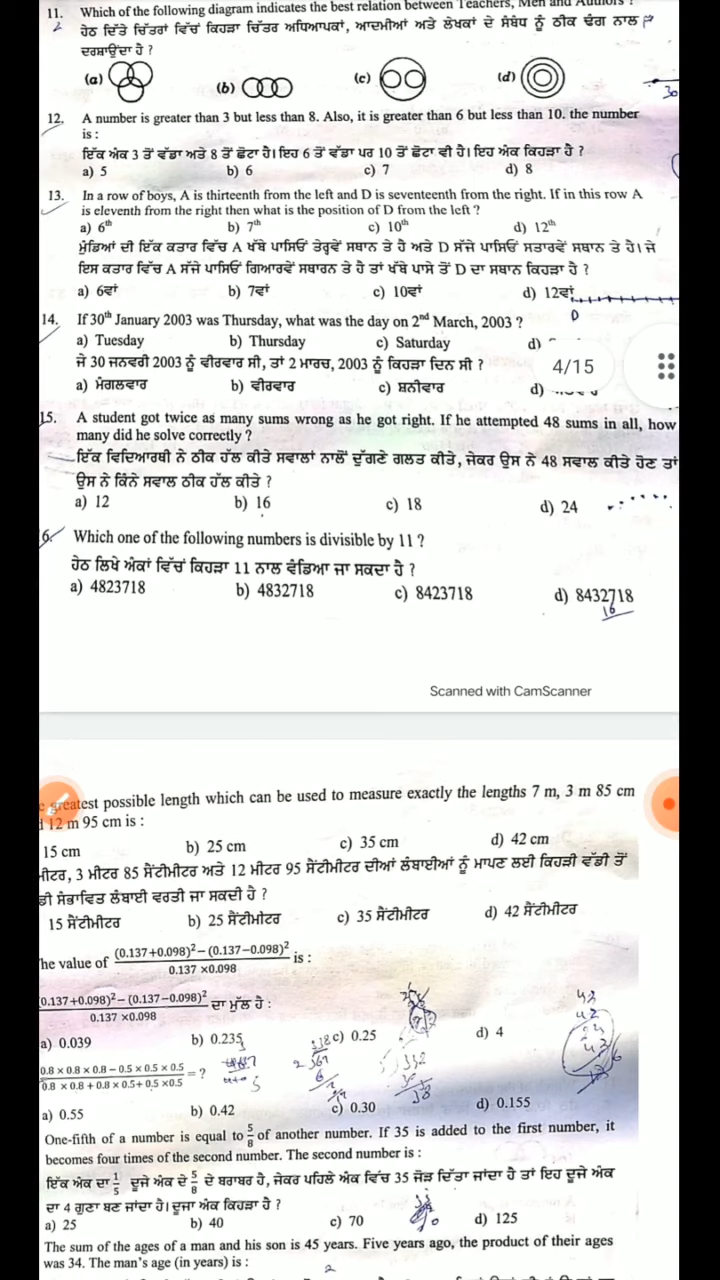 11. Which of the following diagram indicates the best relation between Teachers, Men and Authors ?
ਹੇਠ ਦਿੱਤੇ ਚਿੱਤਰਾਂ ਵਿੱਚੋਂ ਕਿਹੜਾ ਚਿੱਤਰ ਅਧਿਆਪਕਾਂ, ਆਦਮੀਆਂ ਅਤੇ ਲੇਖਕਾਂ ਦੇ ਸੰਬੰਧ ਨੂੰ ਠੀਕ ਢੰਗ ਨਾਲ
ਦਰਸਾਉਂਦਾ ਹੈ ?
(a) (b) (c) (d)
30
12. A number is greater than 3 but less than 8. Also, it is greater than 6 but less than 10. the number
is :
ਇੱਕ ਅੰਕ 3 ਤੋਂ ਵੱਡਾ ਅਤੇ 8 ਤੋਂ ਛੋਟਾ ਹੈ। ਇਹ 6 ਤੋਂ ਵੱਡਾ ਪਰ 10 ਤੋਂ ਛੋਟਾ ਵੀ ਹੈ। ਇਹ ਅੰਕ ਕਿਹੜਾ ਹੈ ?
a) 5 b) 6 c) 7 d) 8
13. In a row of boys, A is thirteenth from the left and D is seventeenth from the right. If in this row A
is eleventh from the right then what is the position of D from the left ?
a) 6th b) 7th c) 10th d) 12th
ਮੁੰਡਿਆਂ ਦੀ ਇੱਕ ਕਤਾਰ ਵਿੱਚ A ਖੱਬੇ ਪਾਸਿਓਂ ਤੇਰ੍ਹਵੇਂ ਸਥਾਨ ਤੇ ਹੈ ਅਤੇ D ਸੱਜੇ ਪਾਸਿਓਂ ਸਤਾਰਵੇਂ ਸਥਾਨ ਤੇ ਹੈ। ਜੇ
ਇਸ ਕਤਾਰ ਵਿੱਚ A ਸੱਜੇ ਪਾਸਿਓਂ ਗਿਆਰਵੇਂ ਸਥਾਰਨ ਤੇ ਹੈ ਤਾਂ ਖੱਬੇ ਪਾਸੇ ਤੋਂ D ਦਾ ਸਥਾਨ ਕਿਹੜਾ ਹੈ ?
a) 6ਵਾਂ b) 7ਵਾਂ c) 10ਵਾਂ d) 12ਵਾਂ
D
14. If 30th January 2003 was Thursday, what was the day on 2nd March, 2003 ?
a) Tuesday b) Thursday c) Saturday d)
4/15
ਜੇ 30 ਜਨਵਰੀ 2003 ਨੂੰ ਵੀਰਵਾਰ ਸੀ, ਤਾਂ 2 ਮਾਰਚ, 2003 ਨੂੰ ਕਿਹੜਾ ਦਿਨ ਸੀ ?
a) ਮੰਗਲਵਾਰ b) ਵੀਰਵਾਰ c) ਸ਼ਨੀਵਾਰ d)
15. A student got twice as many sums wrong as he got right. If he attempted 48 sums in all, how
many did he solve correctly ?
ਇੱਕ ਵਿਦਿਆਰਥੀ ਨੇ ਠੀਕ ਹੱਲ ਕੀਤੇ ਸਵਾਲਾਂ ਨਾਲੋਂ ਦੁੱਗਣੇ ਗਲਤ ਕੀਤੇ, ਜੇਕਰ ਉਸ ਨੇ 48 ਸਵਾਲ ਕੀਤੇ ਹੋਣ ਤਾਂ
ਉਸ ਨੇ ਕਿੰਨੇ ਸਵਾਲ ਠੀਕ ਹੱਲ ਕੀਤੇ ?
a) 12 b) 16 c) 18 d) 24
6. Which one of the following numbers is divisible by 11 ?
ਹੇਠ ਲਿਖੇ ਅੰਕਾਂ ਵਿੱਚੋਂ ਕਿਹੜਾ 11 ਨਾਲ ਵੰਡਿਆ ਜਾ ਸਕਦਾ ਹੈ ?
a) 4823718 b) 4832718 c) 8423718 d) 8432718
16
Scanned with CamScanner
greatest possible length which can be used to measure exactly the lengths 7 m, 3 m 85 cm
12 m 95 cm is :
15 cm b) 25 cm c) 35 cm d) 42 cm
ਮੀਟਰ, 3 ਮੀਟਰ 85 ਸੈਂਟੀਮੀਟਰ ਅਤੇ 12 ਮੀਟਰ 95 ਸੈਂਟੀਮੀਟਰ ਦੀਆਂ ਲੰਬਾਈਆਂ ਨੂੰ ਮਾਪਣ ਲਈ ਕਿਹੜੀ ਵੱਡੀ ਤੋਂ
ਡੀ ਸੰਭਾਵਿਤ ਲੰਬਾਈ ਵਰਤੀ ਜਾ ਸਕਦੀ ਹੈ ?
15 ਸੈਂਟੀਮੀਟਰ b) 25 ਸੈਂਟੀਮੀਟਰ c) 35 ਸੈਂਟੀਮੀਟਰ d) 42 ਸੈਂਟੀਮੀਟਰ
he value of (0.137+0.098)²−(0.137−0.098)² / 0.137 ×0.098 is :
0.137+0.098)²−(0.137-0.098)² / 0.137 ×0.098 ਦਾ ਮੁੱਲ ਹੈ :
a) 0.039 b) 0.235 c) 0.25 d) 4
0.8 × 0.8 × 0.8 − 0.5 × 0.5 × 0.5 / 0.8 × 0.8 + 0.8 × 0.5+ 0.5 ×0.5 = ?
a) 0.55 b) 0.42 c) 0.30 d) 0.155
One-fifth of a number is equal to 5/8 of another number. If 35 is added to the first number, it
becomes four times of the second number. The second number is :
ਇੱਕ ਅੰਕ ਦਾ 1/5 ਦੂਜੇ ਅੰਕ ਦੇ 5/8 ਦੇ ਬਰਾਬਰ ਹੈ, ਜੇਕਰ ਪਹਿਲੇ ਅੰਕ ਵਿੱਚ 35 ਜੋੜ ਦਿੱਤਾ ਜਾਂਦਾ ਹੈ ਤਾਂ ਇਹ ਦੂਜੇ ਅੰਕ
ਦਾ 4 ਗੁਣਾ ਬਣ ਜਾਂਦਾ ਹੈ। ਦੂਜਾ ਅੰਕ ਕਿਹੜਾ ਹੈ ?
a) 25 b) 40 c) 70 d) 125
The sum of the ages of a man and his son is 45 years. Five years ago, the product of their ages
was 34. The man's age (in years) is :